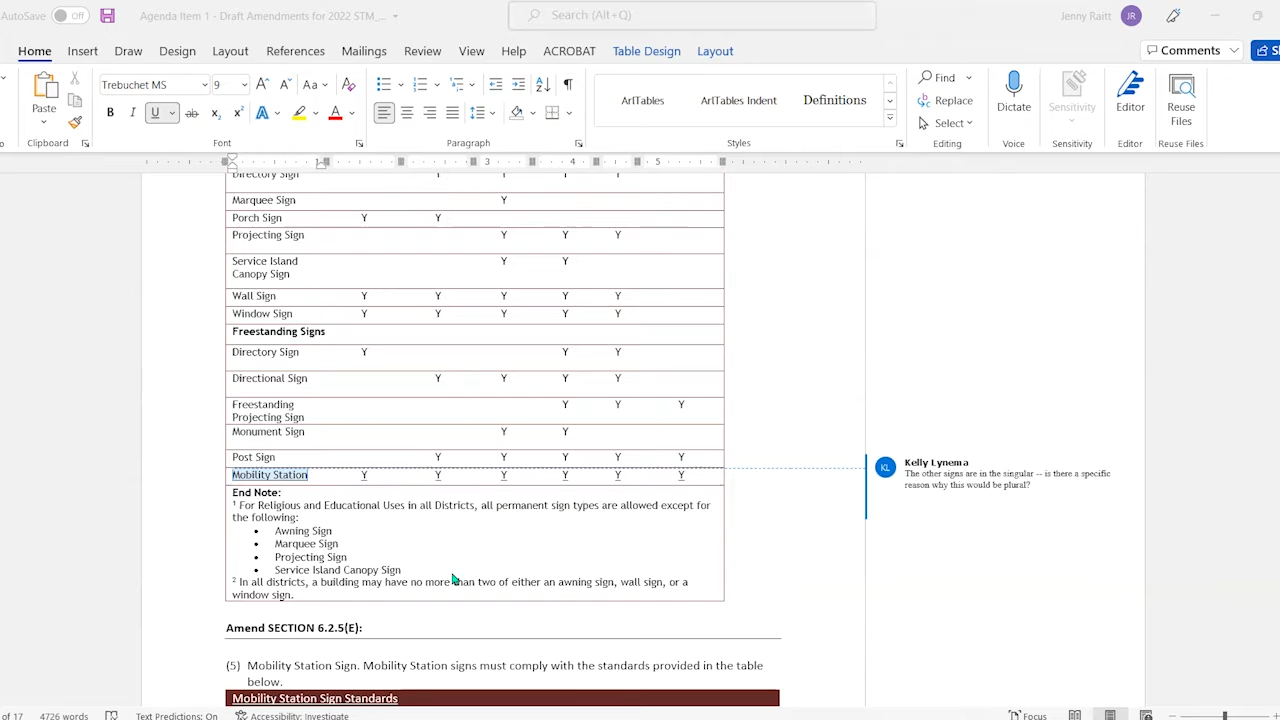 AutoSave Off Agenda Item 1 - Draft Amendments for 2022 STM_... Search (Alt+Q) Jenny Raitt JR
Home Insert Draw Design Layout References Mailings Review View Help ACROBAT Table Design Layout Comments
Paste Trebuchet MS 9 ArlTables ArlTables Indent Definitions Find Replace Select Dictate Sensitivity Editor Reuse Files
Clipboard Font Paragraph Styles Editing Voice Sensitivity Editor Reuse Files
1 3 4 5
Directory Sign Y Y Y Y
Marquee Sign Y
Porch Sign Y Y
Projecting Sign Y Y Y
Service Island Y Y
Canopy Sign
Wall Sign Y Y Y Y Y
Window Sign Y Y Y Y Y
Freestanding Signs
Directory Sign Y Y Y
Directional Sign Y Y Y Y
Freestanding Y Y Y
Projecting Sign
Monument Sign Y Y
Post Sign Y Y Y Y Y
Mobility Station Y Y Y Y Y Y
KL Kelly Lynema
The other signs are in the singular -- is there a specific
reason why this would be plural?
End Note:
1 For Religious and Educational Uses in all Districts, all permanent sign types are allowed except for
the following:
• Awning Sign
• Marquee Sign
• Projecting Sign
• Service Island Canopy Sign
2 In all districts, a building may have no more than two of either an awning sign, wall sign, or a
window sign.
Amend SECTION 6.2.5(E):
(5) Mobility Station Sign. Mobility Station signs must comply with the standards provided in the table
below.
Mobility Station Sign Standards
of 17 4726 words Text Predictions: On Accessibility: Investigate Focus